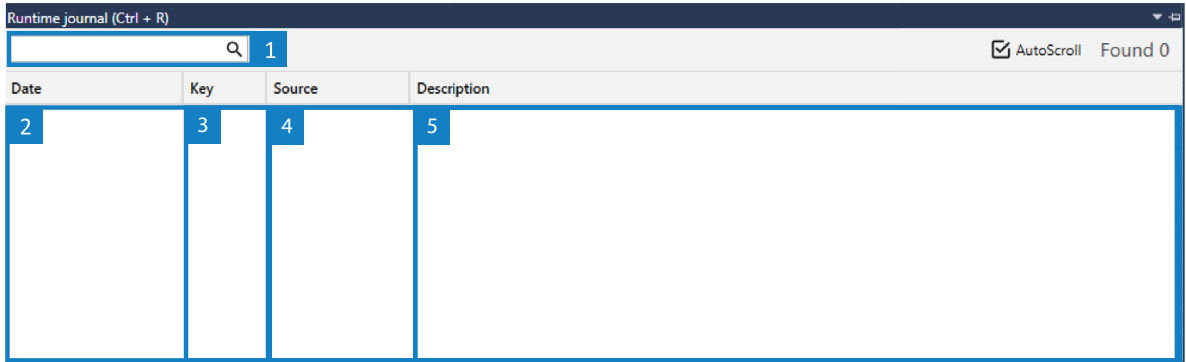 Runtime journal (Ctrl + R)
1
AutoScroll Found 0
Date Key Source Description
2 3 4 5